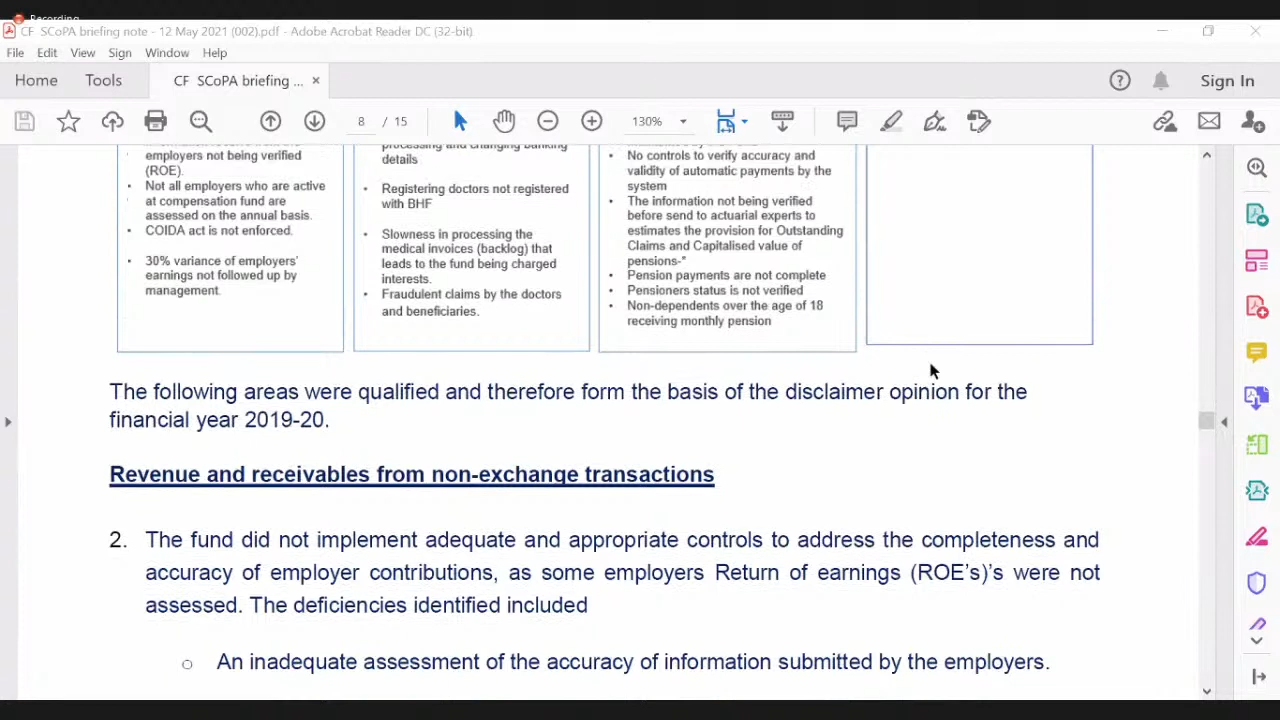 Recording
CF SCoPA briefing note - 12 May 2021 (002).pdf - Adobe Acrobat Reader DC (32-bit)
File Edit View Sign Window Help
Home Tools CF SCoPA briefing ... × Sign In
8 / 15 130%
employers not being verified
(ROE).
• Not all employers who are active
at compensation fund are
assessed on the annual basis.
• COIDA act is not enforced.
• 30% variance of employers'
earnings not followed up by
management.
processing and changing banking
details
• Registering doctors not registered
with BHF
• Slowness in processing the
medical invoices (backlog) that
leads to the fund being charged
interests.
• Fraudulent claims by the doctors
and beneficiaries.
• No controls to verify accuracy and
validity of automatic payments by the
system
• The information not being verified
before send to actuarial experts to
estimates the provision for Outstanding
Claims and Capitalised value of
pensions-*
• Pension payments are not complete
• Pensioners status is not verified
• Non-dependents over the age of 18
receiving monthly pension
The following areas were qualified and therefore form the basis of the disclaimer opinion for the
financial year 2019-20.
Revenue and receivables from non-exchange transactions
2. The fund did not implement adequate and appropriate controls to address the completeness and
accuracy of employer contributions, as some employers Return of earnings (ROE's)'s were not
assessed. The deficiencies identified included
o An inadequate assessment of the accuracy of information submitted by the employers.